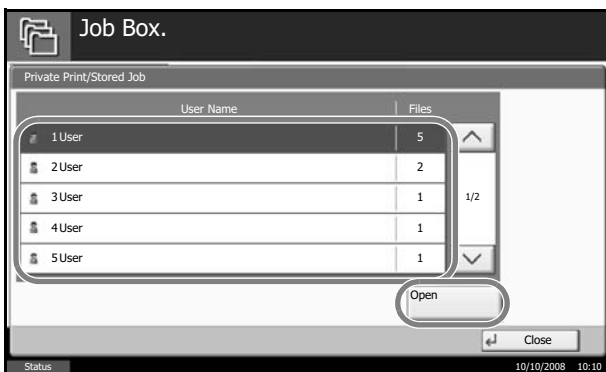 Job Box.
Private Print/Stored Job
User Name Files
1 User 5
2 User 2
3 User 1
1/2
4 User 1
5 User 1
Open
Close
Status 10/10/2008 10:10